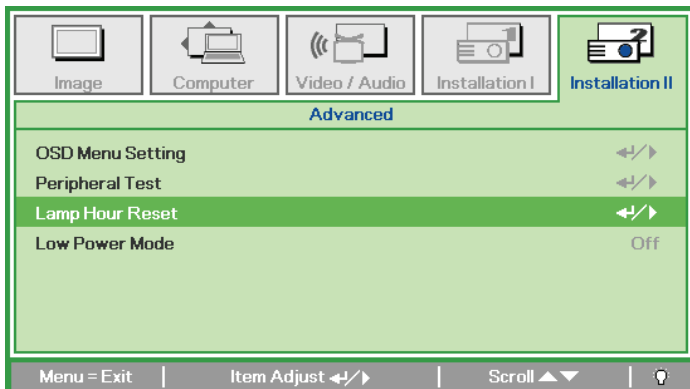 Image Computer Video / Audio Installation I Installation II
Advanced
OSD Menu Setting
Peripheral Test
Lamp Hour Reset
Low Power Mode Off
Menu = Exit Item Adjust Scroll